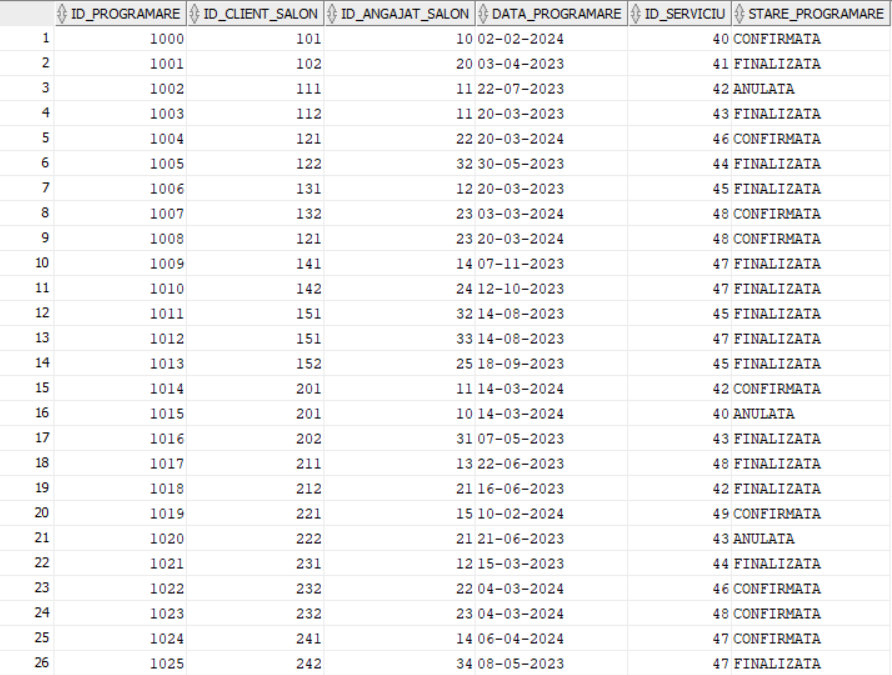 ID_PROGRAMARE ID_CLIENT_SALON ID_ANGAJAT_SALON DATA_PROGRAMARE ID_SERVICIU STARE_PROGRAMARE
1 1000 101 10 02-02-2024 40 CONFIRMATA
2 1001 102 20 03-04-2023 41 FINALIZATA
3 1002 111 11 22-07-2023 42 ANULATA
4 1003 112 11 20-03-2023 43 FINALIZATA
5 1004 121 22 20-03-2024 46 CONFIRMATA
6 1005 122 32 30-05-2023 44 FINALIZATA
7 1006 131 12 20-03-2023 45 FINALIZATA
8 1007 132 23 03-03-2024 48 CONFIRMATA
9 1008 121 23 20-03-2024 48 CONFIRMATA
10 1009 141 14 07-11-2023 47 FINALIZATA
11 1010 142 24 12-10-2023 47 FINALIZATA
12 1011 151 32 14-08-2023 45 FINALIZATA
13 1012 151 33 14-08-2023 47 FINALIZATA
14 1013 152 25 18-09-2023 45 FINALIZATA
15 1014 201 11 14-03-2024 42 CONFIRMATA
16 1015 201 10 14-03-2024 40 ANULATA
17 1016 202 31 07-05-2023 43 FINALIZATA
18 1017 211 13 22-06-2023 48 FINALIZATA
19 1018 212 21 16-06-2023 42 FINALIZATA
20 1019 221 15 10-02-2024 49 CONFIRMATA
21 1020 222 21 21-06-2023 43 ANULATA
22 1021 231 12 15-03-2023 44 FINALIZATA
23 1022 232 22 04-03-2024 46 CONFIRMATA
24 1023 232 23 04-03-2024 48 CONFIRMATA
25 1024 241 14 06-04-2024 47 CONFIRMATA
26 1025 242 34 08-05-2023 47 FINALIZATA